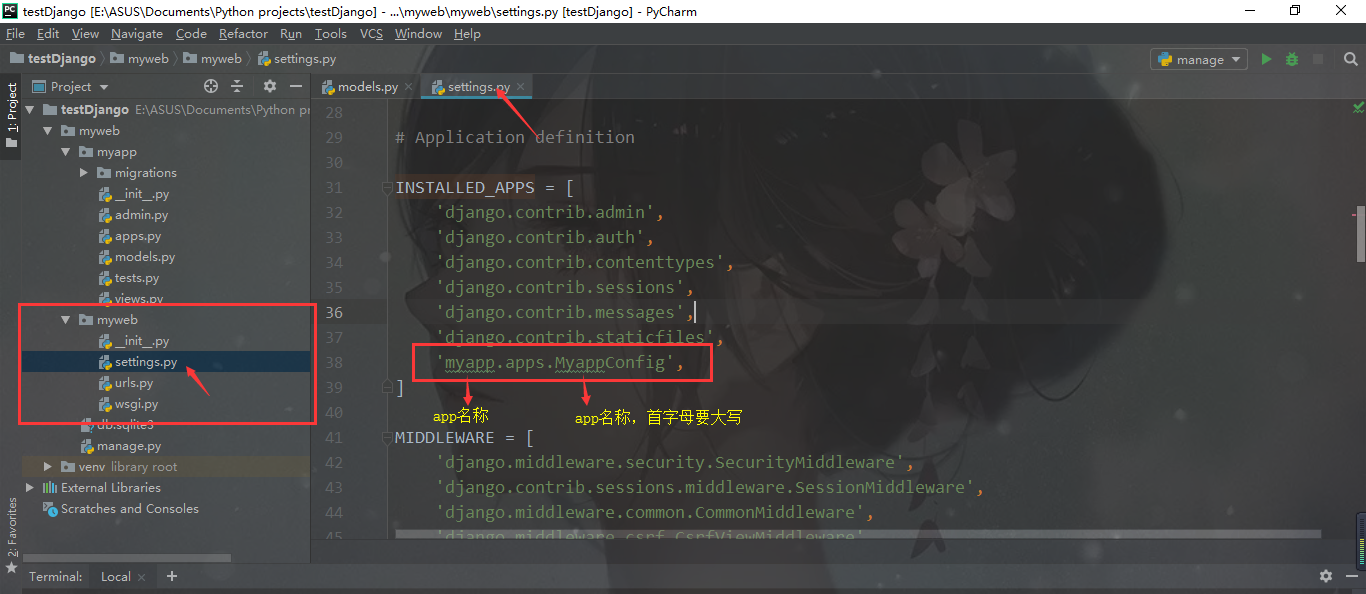 testDjango [E:\ASUS\Documents\Python projects\testDjango] - ...\myweb\myweb\settings.py [testDjango] - PyCharm
File Edit View Navigate Code Refactor Run Tools VCS Window Help
testDjango myweb myweb settings.py
manage
1: Project
Project
testDjango E:\ASUS\Documents\Python pr
myweb
myapp
migrations
__init__.py
admin.py
apps.py
models.py
tests.py
views.py
myweb
__init__.py
settings.py
urls.py
wsgi.py
db.sqlite3
manage.py
venv library root
External Libraries
Scratches and Consoles
models.py settings.py
28
29 # Application definition
30
31 INSTALLED_APPS = [
32 'django.contrib.admin',
33 'django.contrib.auth',
34 'django.contrib.contenttypes',
35 'django.contrib.sessions',
36 'django.contrib.messages',
37 'django.contrib.staticfiles',
38 'myapp.apps.MyappConfig',
39 ]
app名称 app名称，首字母要大写
40
41 MIDDLEWARE = [
42 'django.middleware.security.SecurityMiddleware',
43 'django.contrib.sessions.middleware.SessionMiddleware',
44 'django.middleware.common.CommonMiddleware',
45 'django.middleware.csrf.CsrfViewMiddleware'
2: Favorites
Terminal: Local +